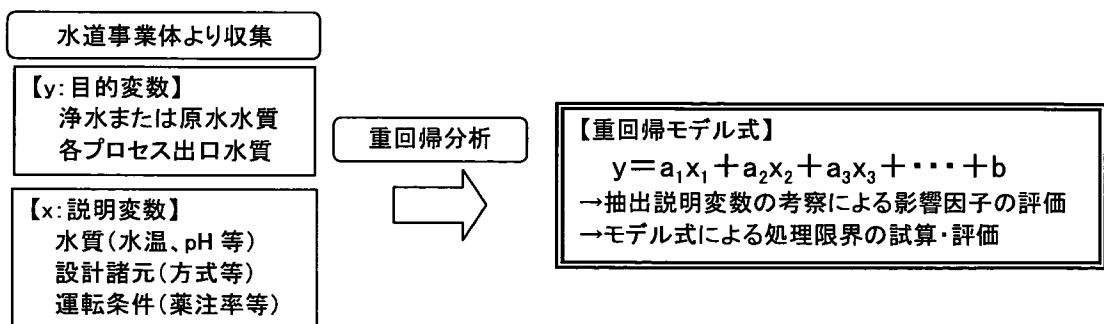 水道事業体より収集
【y:目的変数】
浄水または原水水質
各プロセス出口水質
【x:説明変数】
水質(水温、pH 等)
設計諸元(方式等)
運転条件(薬注率等)
重回帰分析
【重回帰モデル式】
y=a₁x₁+a₂x₂+a₃x₃+・・・+b
→抽出説明変数の考察による影響因子の評価
→モデル式による処理限界の試算・評価